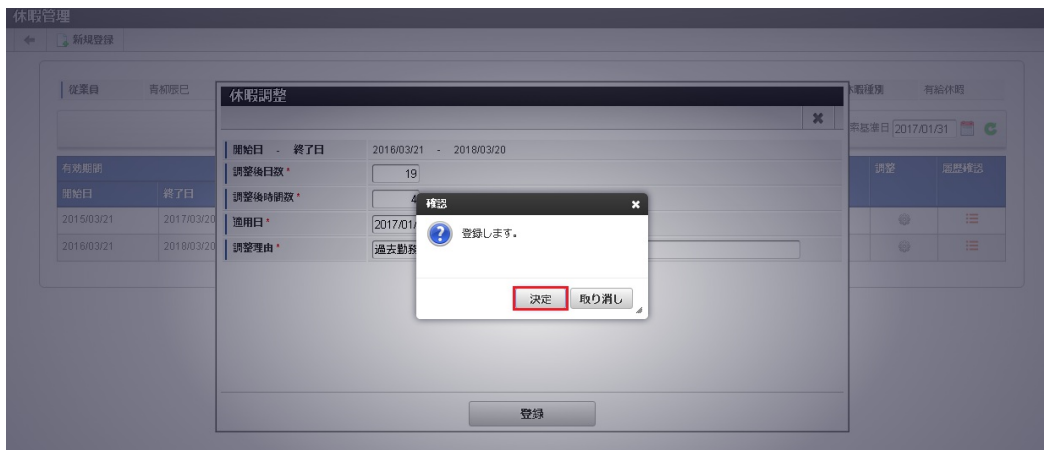 休暇管理
新規登録
従業員 青柳辰巳
休暇種別 有給休暇
2017/01/31
有効期間 調整 履歴確認
開始日 終了日
2015/03/21 2017/03/20
2016/03/21 2018/03/20
休暇調整
開始日 - 終了日 2016/03/21 - 2018/03/20
調整後日数* 19
調整後時間数* 4
適用日* 2017/01/
調整理由* 過去勤務
確認
登録します。
決定 取り消し
登録